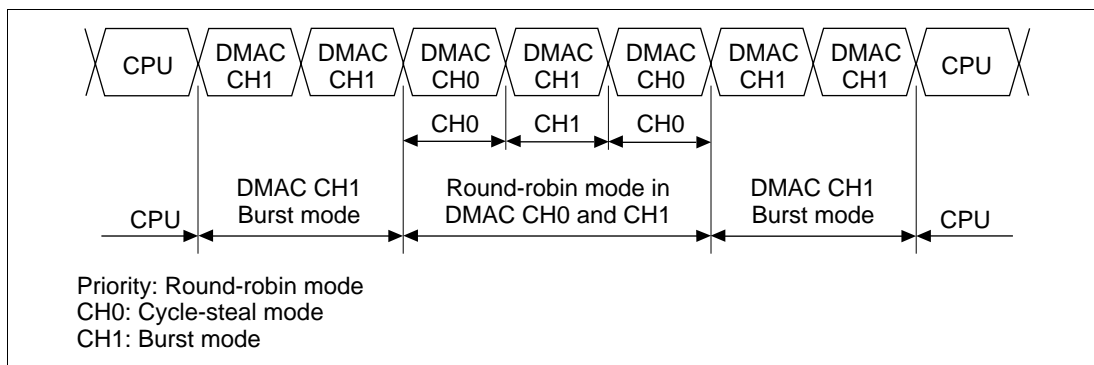 CPU DMAC CH1 DMAC CH1 DMAC CH0 DMAC CH1 DMAC CH0 DMAC CH1 DMAC CH1 CPU
CH0 CH1 CH0
DMAC CH1 Burst mode
Round-robin mode in DMAC CH0 and CH1
DMAC CH1 Burst mode
CPU
CPU
Priority: Round-robin mode
CH0: Cycle-steal mode
CH1: Burst mode